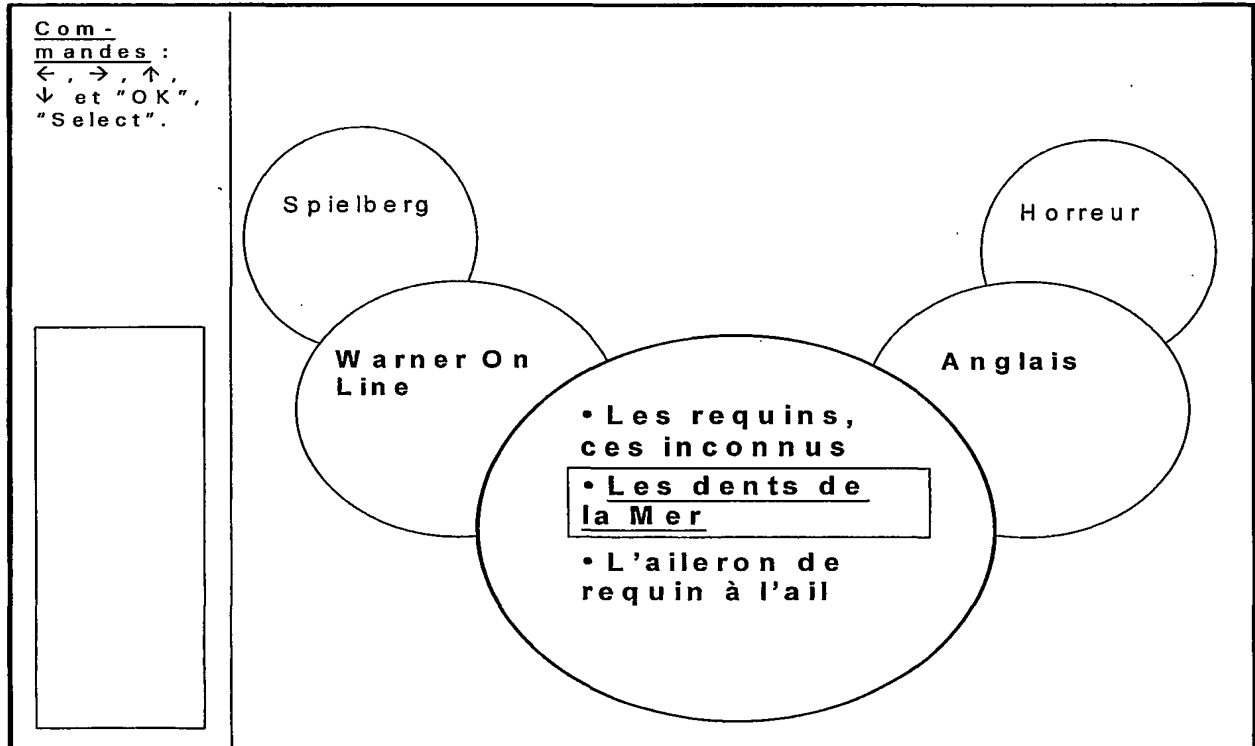 Com-
mandes :
←, →, ↑,
↓ et "OK",
"Select".
Spielberg
Horreur
Warner On
Line
Anglais
• Les requins,
ces inconnus
• Les dents de
la Mer
• L'aileron de
requin à l'ail